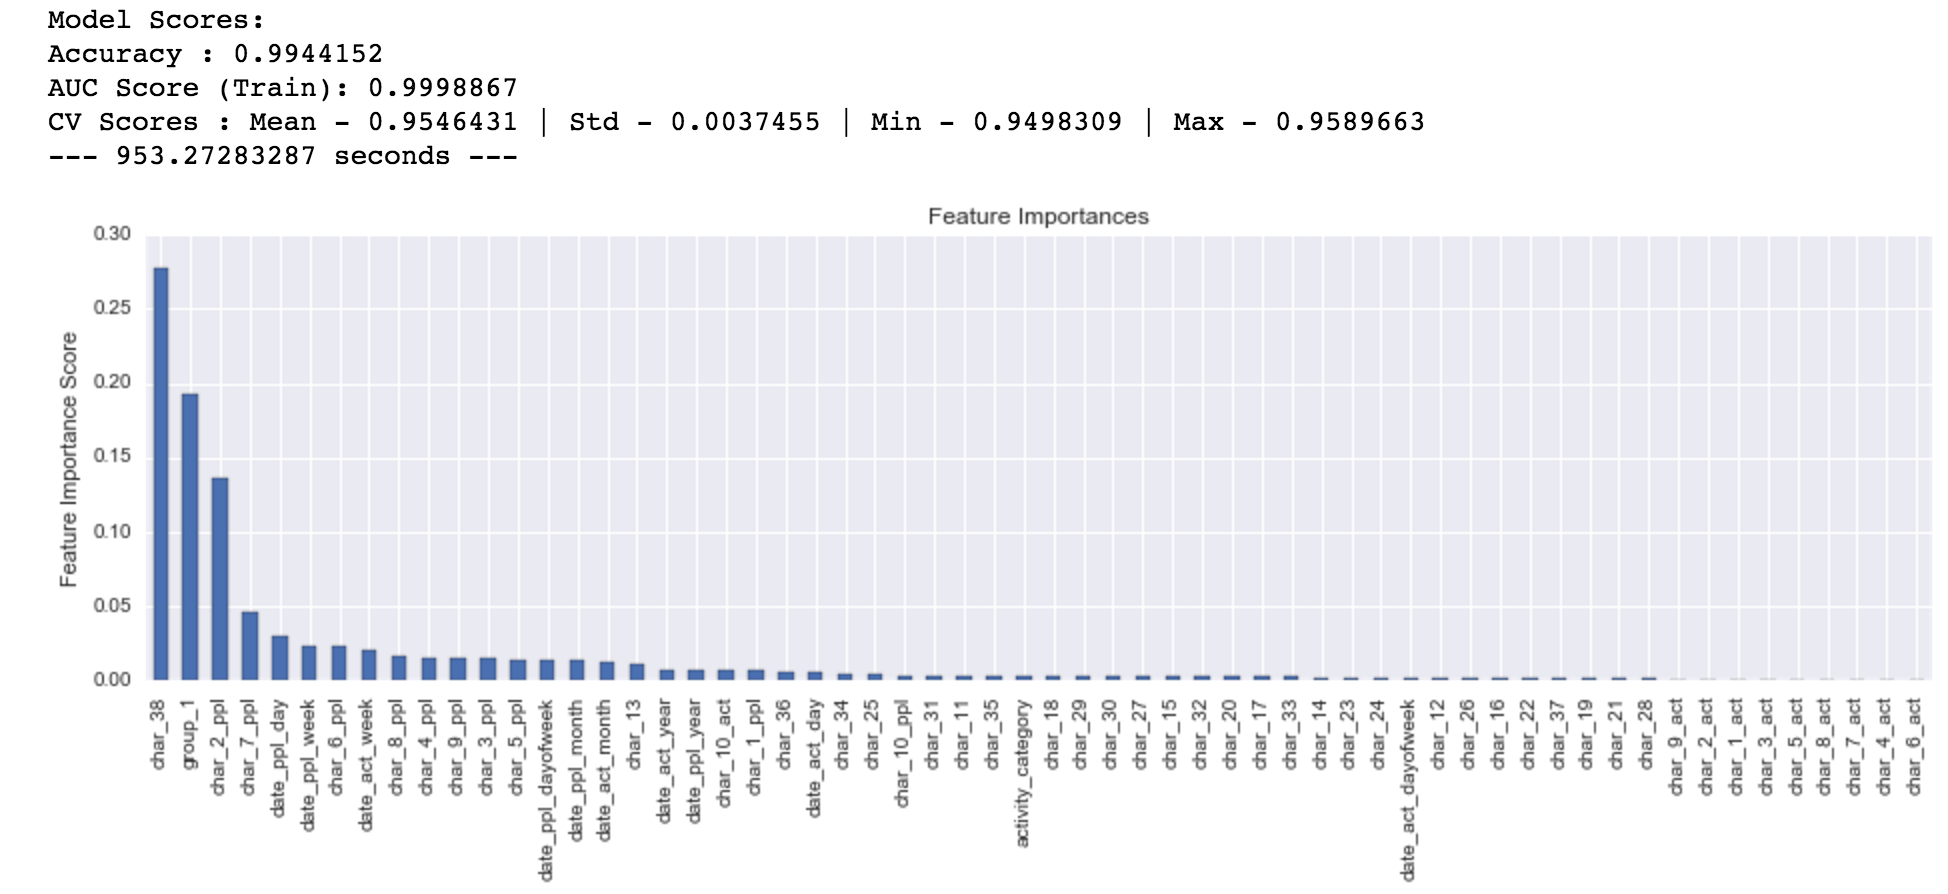 Model Scores:
Accuracy : 0.9944152
AUC Score (Train): 0.9998867
CV Scores : Mean - 0.9546431 | Std - 0.0037455 | Min - 0.9498309 | Max - 0.9589663
--- 953.27283287 seconds ---
Feature Importances
Feature Importance Score
0.30
0.25
0.20
0.15
0.10
0.05
0.00
char_38
group_1
char_2_ppl
char_7_ppl
date_ppl_day
date_ppl_week
char_6_ppl
date_act_week
char_8_ppl
char_4_ppl
char_9_ppl
char_3_ppl
char_5_ppl
date_ppl_dayofweek
date_ppl_month
date_act_month
char_13
date_act_year
date_ppl_year
char_10_act
char_1_ppl
char_36
date_act_day
char_34
char_25
char_10_ppl
char_31
char_11
char_35
activity_category
char_18
char_29
char_30
char_27
char_15
char_32
char_20
char_17
char_33
char_14
char_23
char_24
date_act_dayofweek
char_12
char_26
char_16
char_22
char_37
char_19
char_21
char_28
char_9_act
char_2_act
char_1_act
char_3_act
char_5_act
char_8_act
char_7_act
char_4_act
char_6_act